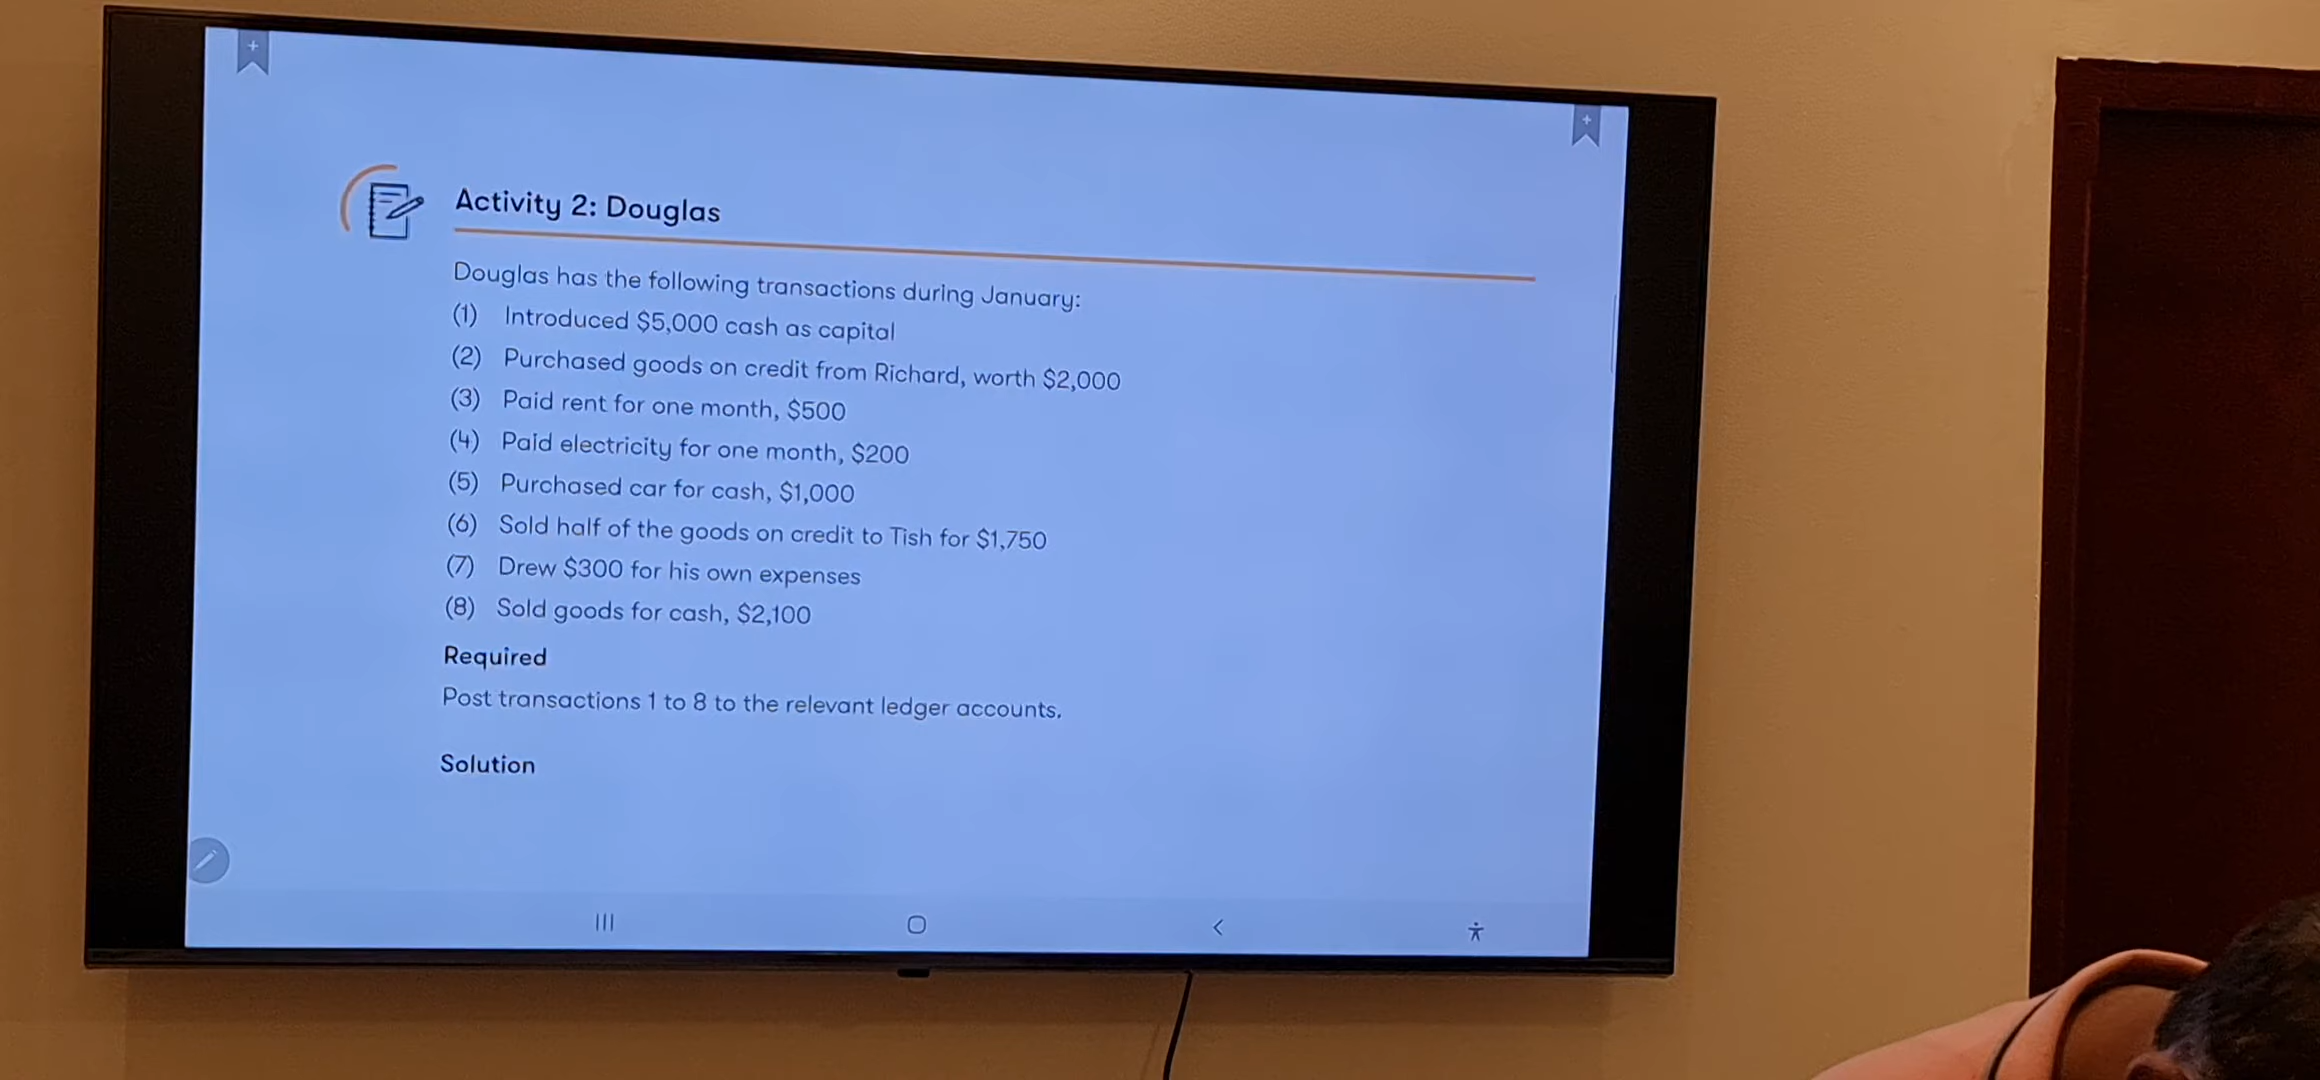 Activity 2: Douglas
Douglas has the following transactions during January:
(1) Introduced $5,000 cash as capital
(2) Purchased goods on credit from Richard, worth $2,000
(3) Paid rent for one month, $500
(4) Paid electricity for one month, $200
(5) Purchased car for cash, $1,000
(6) Sold half of the goods on credit to Tish for $1,750
(7) Drew $300 for his own expenses
(8) Sold goods for cash, $2,100
Required
Post transactions 1 to 8 to the relevant ledger accounts.
Solution